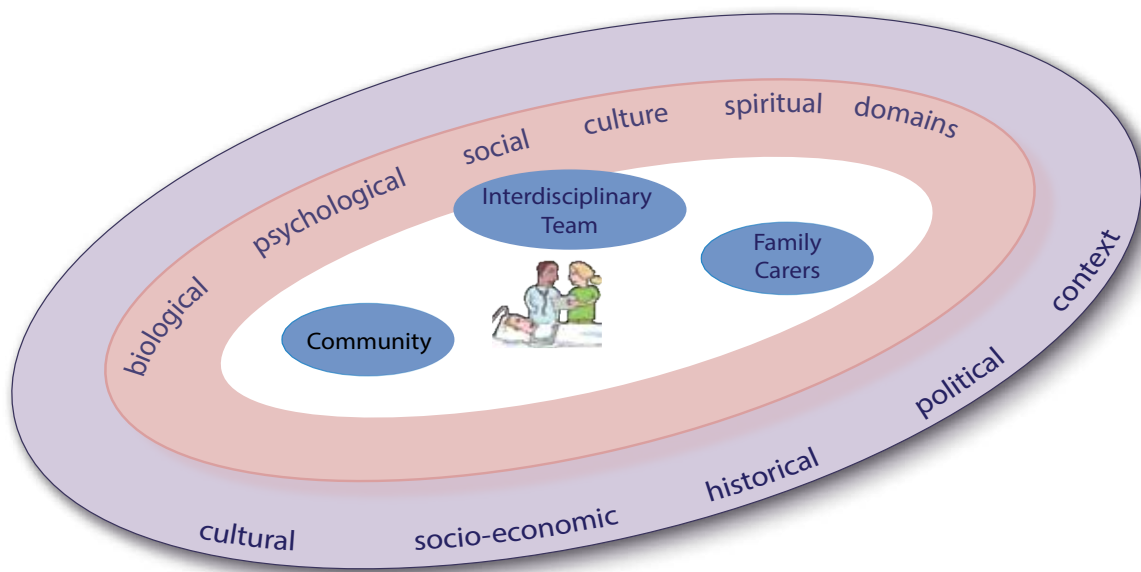 biological psychological social culture spiritual domains
Interdisciplinary
Team
Family
Carers
Community
cultural socio-economic historical political context